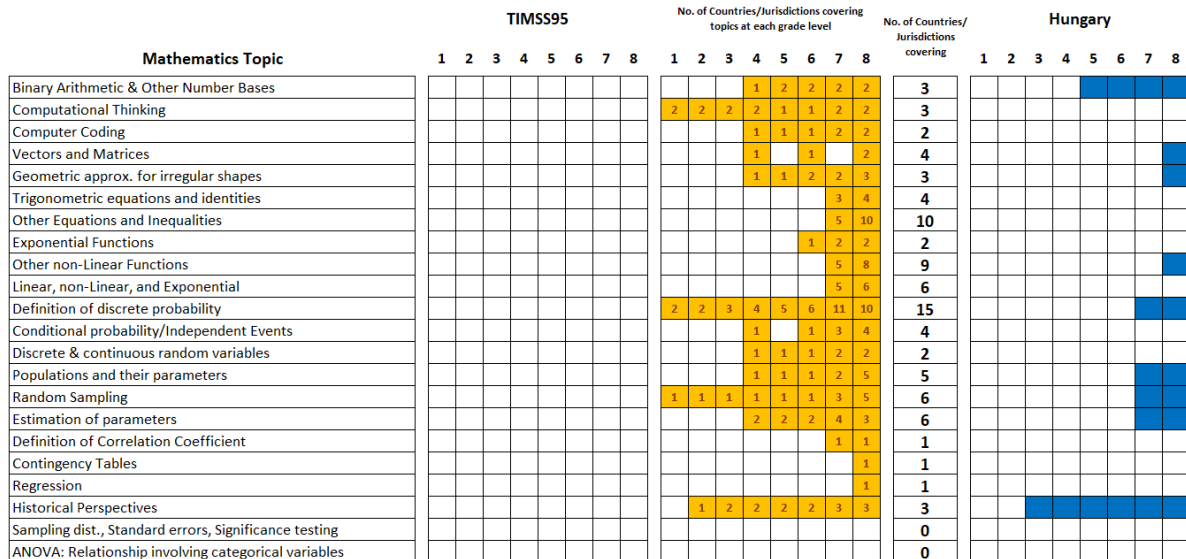 TIMSS95
No. of Countries/Jurisdictions covering
topics at each grade level
No. of Countries/
Jurisdictions
covering
Hungary
Mathematics Topic
1 2 3 4 5 6 7 8
1 2 3 4 5 6 7 8
1 2 3 4 5 6 7 8
Binary Arithmetic & Other Number Bases 1 2 2 2 2 3
Computational Thinking 2 2 2 2 1 1 2 2 3
Computer Coding 1 1 1 2 2 2
Vectors and Matrices 1 1 2 4
Geometric approx. for irregular shapes 1 1 2 2 3 3
Trigonometric equations and identities 3 4 4
Other Equations and Inequalities 5 10 10
Exponential Functions 1 2 2 2
Other non-Linear Functions 5 8 9
Linear, non-Linear, and Exponential 5 6 6
Definition of discrete probability 2 2 3 4 5 6 11 10 15
Conditional probability/Independent Events 1 1 3 4 4
Discrete & continuous random variables 1 1 1 2 2 2
Populations and their parameters 1 1 1 2 5 5
Random Sampling 1 1 1 1 1 1 3 5 6
Estimation of parameters 2 2 2 4 3 6
Definition of Correlation Coefficient 1 1 1
Contingency Tables 1 1
Regression 1 1
Historical Perspectives 1 2 2 2 2 3 3 3
Sampling dist., Standard errors, Significance testing 0
ANOVA: Relationship involving categorical variables 0